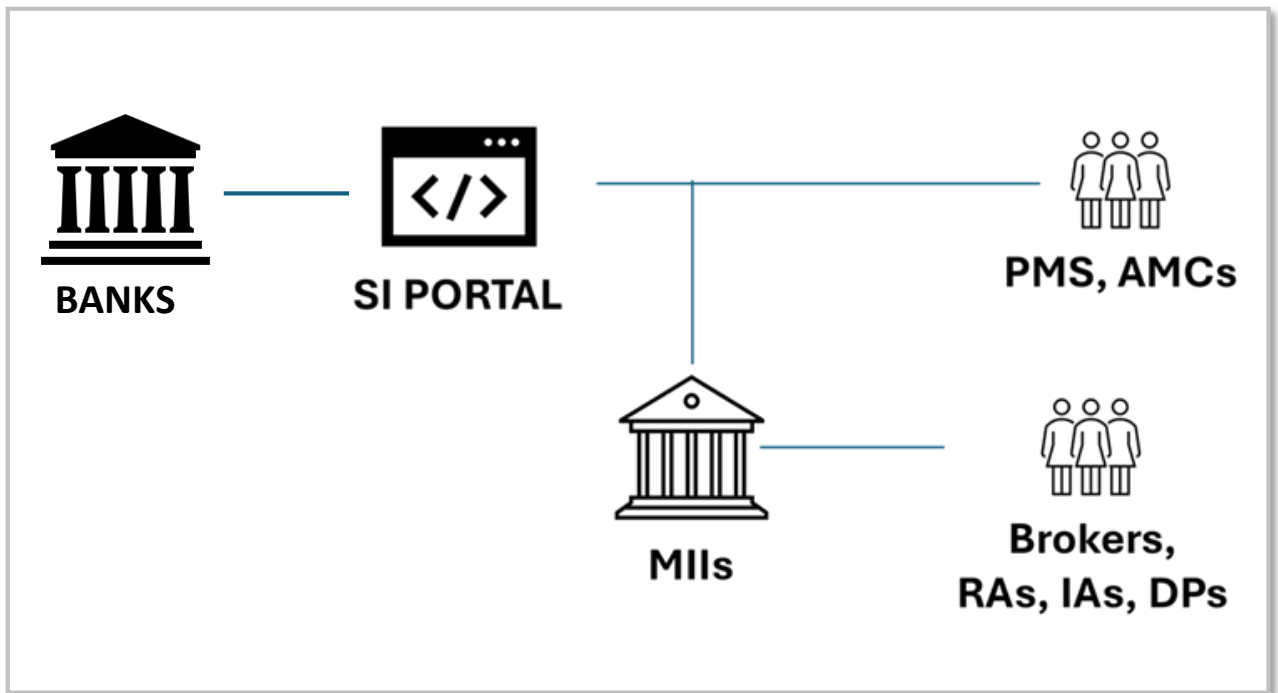 BANKS
SI PORTAL
PMS, AMCs
</>
MIIs
Brokers,
RAs, IAs, DPs